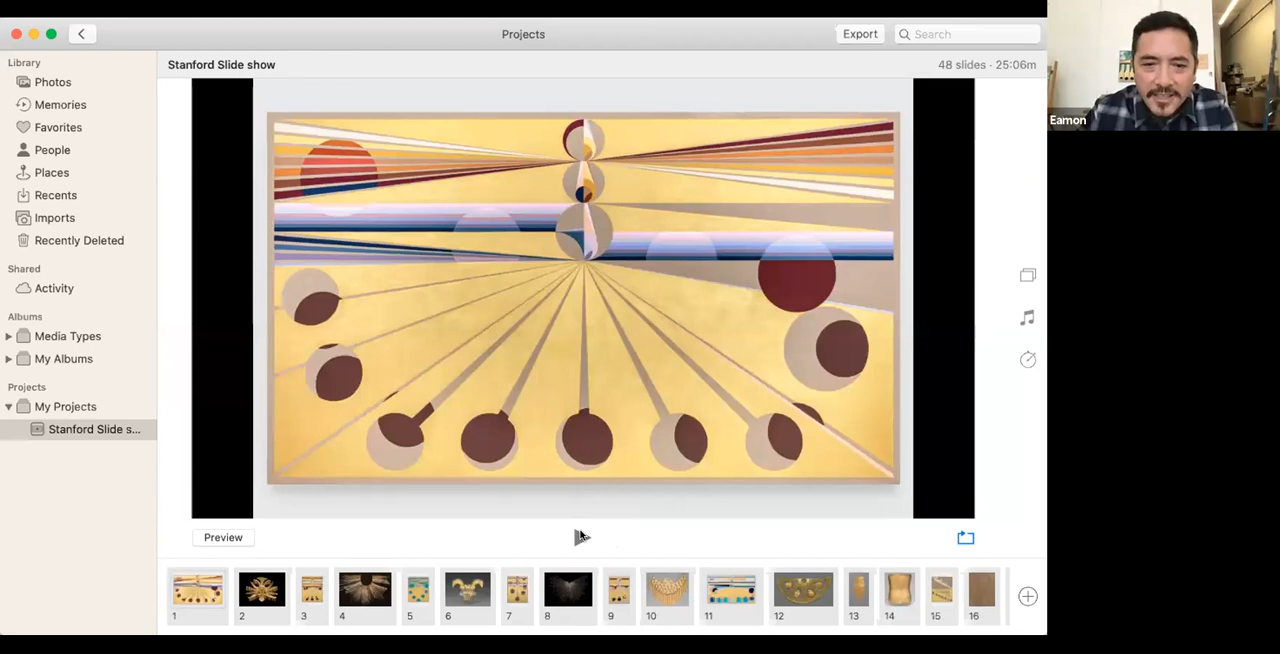 Projects
Export
Search
Library
Photos
Memories
Favorites
People
Places
Recents
Imports
Recently Deleted
Shared
Activity
Albums
Media Types
My Albums
Projects
My Projects
Stanford Slide s...
Stanford Slide show
48 slides · 25:06m
Preview
1 2 3 4 5 6 7 8 9 10 11 12 13 14 15 16
Eamon